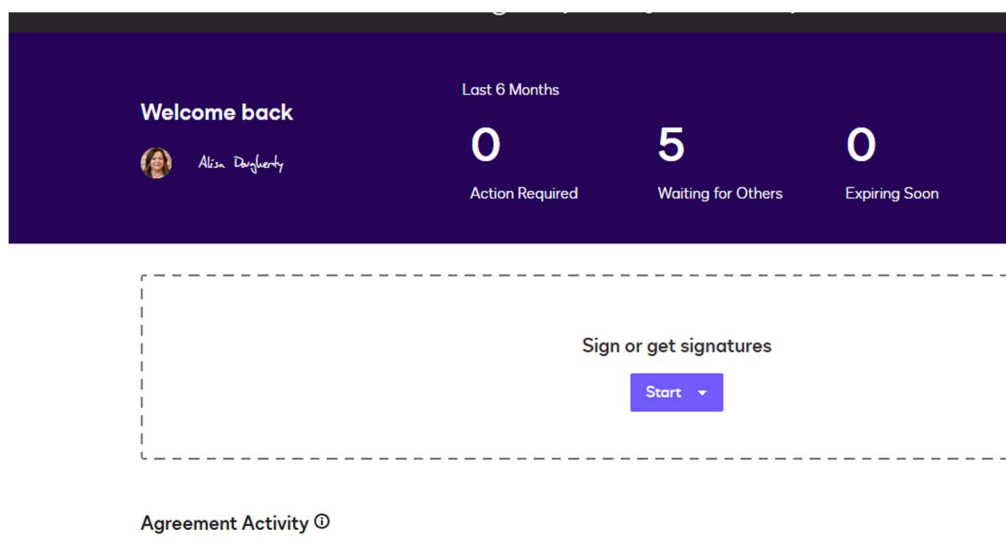 Welcome back
Alisa Dougherty
Last 6 Months
0
Action Required
5
Waiting for Others
0
Expiring Soon
Sign or get signatures
Start
Agreement Activity